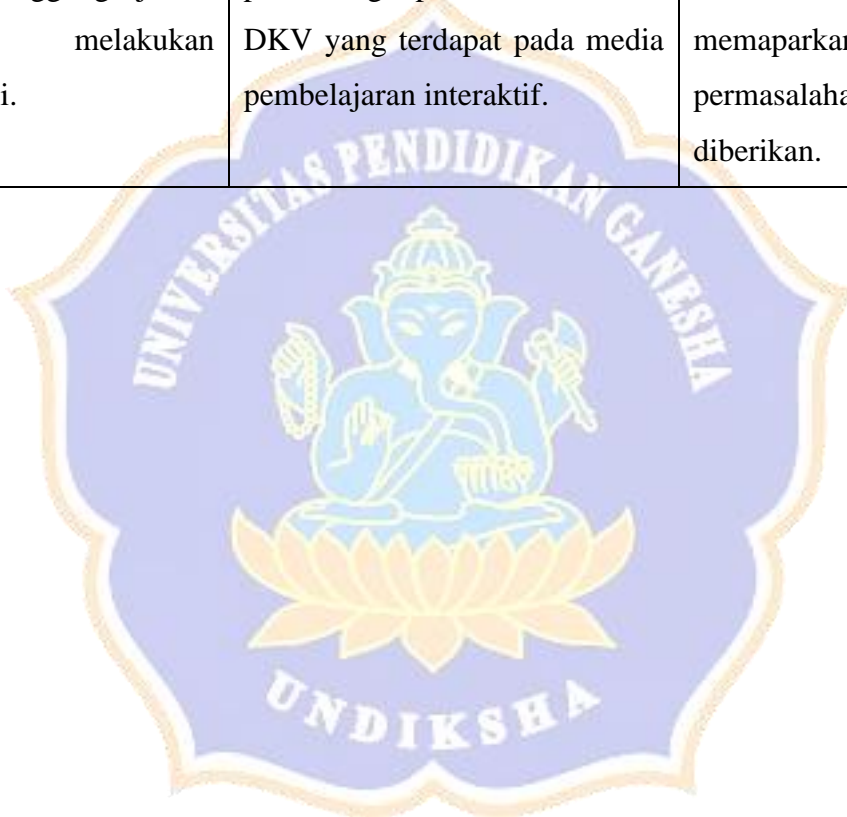 melakukan
i.
DKV yang terdapat pada media
pembelajaran interaktif.
memaparkan
permasalaha
diberikan.
UNIVERSITAS PENDIDIKAN GANESHA
UNDIKSHA